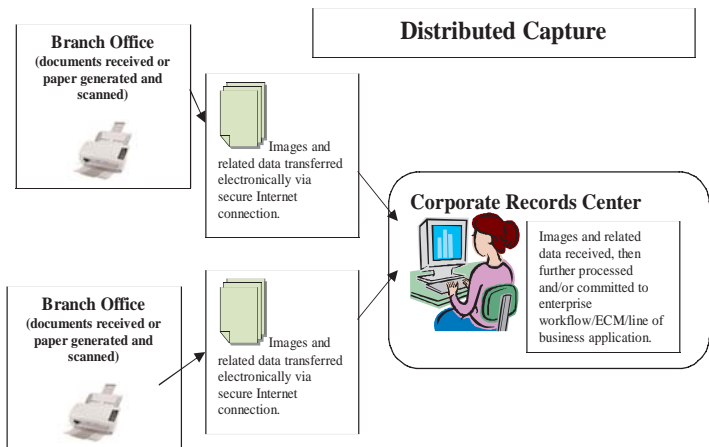 Distributed Capture
Branch Office
(documents received or
paper generated and
scanned)
Images and
related data transferred
electronically via
secure Internet
connection.
Corporate Records Center
Images and related
data received, then
further processed
and/or committed to
enterprise
workflow/ECM/line of
business application.
Branch Office
(documents received or
paper generated and
scanned)
Images and
related data transferred
electronically via
secure Internet
connection.